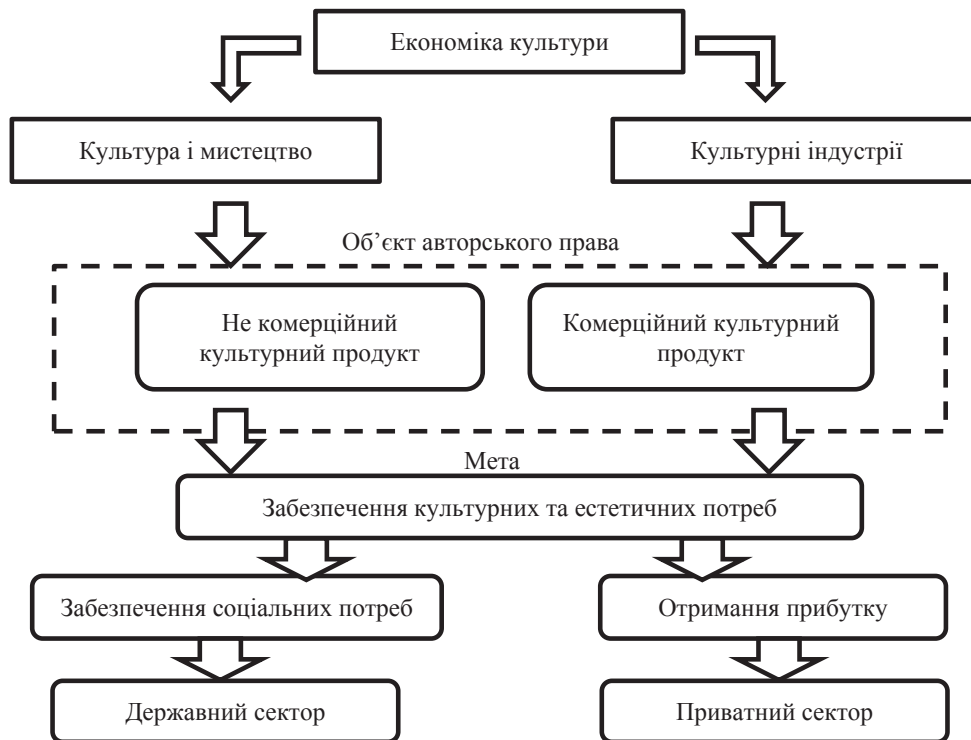 Економіка культури
Культура і мистецтво
Культурні індустрії
Об’єкт авторського права
Не комерційний
культурний продукт
Комерційний культурний
продукт
Мета
Забезпечення культурних та естетичних потреб
Забезпечення соціальних потреб
Отримання прибутку
Державний сектор
Приватний сектор